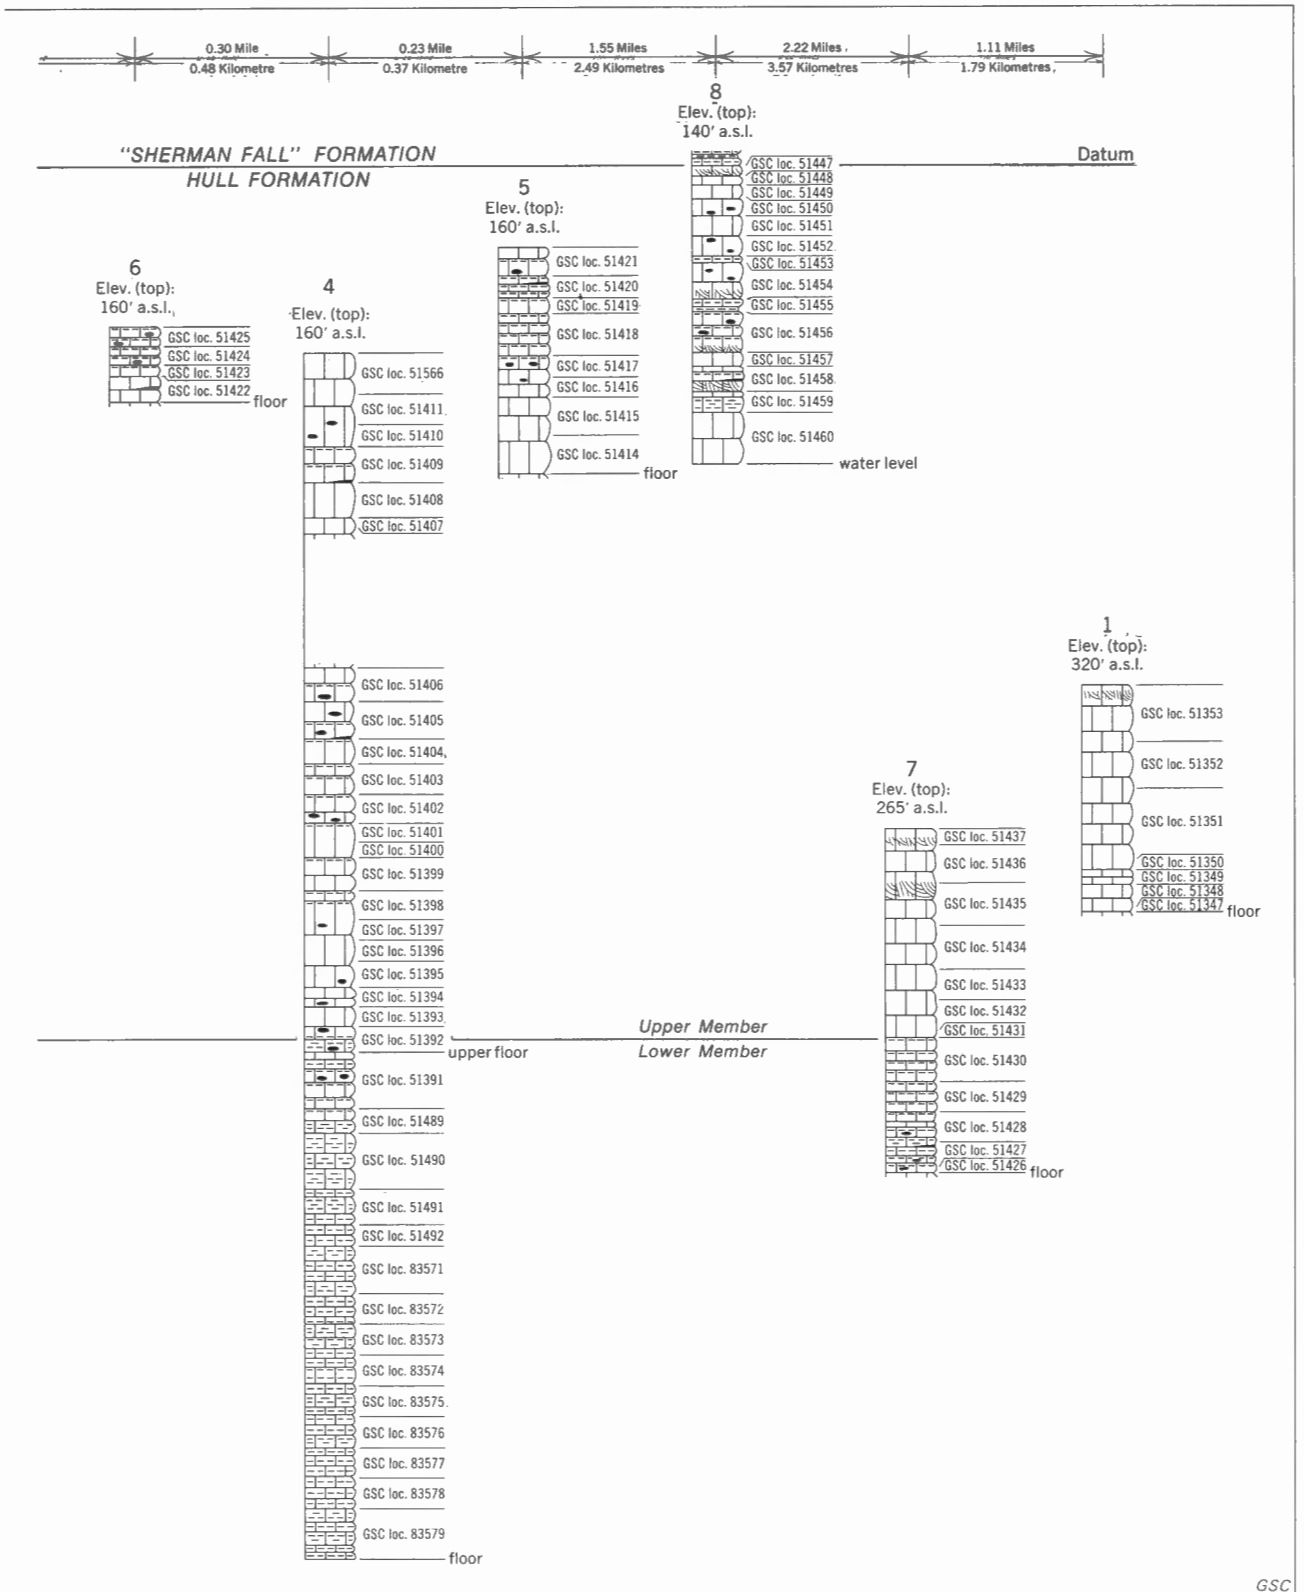 0.30 Mile 0.23 Mile 1.55 Miles 2.22 Miles 1.11 Miles
0.48 Kilometre 0.37 Kilometre 2.49 Kilometres 3.57 Kilometres 1.79 Kilometres
"SHERMAN FALL" FORMATION
HULL FORMATION
Datum
6
Elev. (top):
160' a.s.l.
GSC loc. 51425
GSC loc. 51424
GSC loc. 51423
GSC loc. 51422
floor
4
Elev. (top):
160' a.s.l.
GSC loc. 51566
GSC loc. 51411
GSC loc. 51410
GSC loc. 51409
GSC loc. 51408
GSC loc. 51407
GSC loc. 51406
GSC loc. 51405
GSC loc. 51404
GSC loc. 51403
GSC loc. 51402
GSC loc. 51401
GSC loc. 51400
GSC loc. 51399
GSC loc. 51398
GSC loc. 51397
GSC loc. 51396
GSC loc. 51395
GSC loc. 51394
GSC loc. 51393
GSC loc. 51392
upper floor
GSC loc. 51391
GSC loc. 51489
GSC loc. 51490
GSC loc. 51491
GSC loc. 51492
GSC loc. 83571
GSC loc. 83572
GSC loc. 83573
GSC loc. 83574
GSC loc. 83575
GSC loc. 83576
GSC loc. 83577
GSC loc. 83578
GSC loc. 83579
floor
5
Elev. (top):
160' a.s.l.
GSC loc. 51421
GSC loc. 51420
GSC loc. 51419
GSC loc. 51418
GSC loc. 51417
GSC loc. 51416
GSC loc. 51415
GSC loc. 51414
floor
8
Elev. (top):
140' a.s.l.
GSC loc. 51447
GSC loc. 51448
GSC loc. 51449
GSC loc. 51450
GSC loc. 51451
GSC loc. 51452
GSC loc. 51453
GSC loc. 51454
GSC loc. 51455
GSC loc. 51456
GSC loc. 51457
GSC loc. 51458
GSC loc. 51459
GSC loc. 51460
water level
Upper Member
Lower Member
7
Elev. (top):
265' a.s.l.
GSC loc. 51437
GSC loc. 51436
GSC loc. 51435
GSC loc. 51434
GSC loc. 51433
GSC loc. 51432
GSC loc. 51431
GSC loc. 51430
GSC loc. 51429
GSC loc. 51428
GSC loc. 51427
GSC loc. 51426
floor
1
Elev. (top):
320' a.s.l.
GSC loc. 51353
GSC loc. 51352
GSC loc. 51351
GSC loc. 51350
GSC loc. 51349
GSC loc. 51348
GSC loc. 51347
floor
GSC